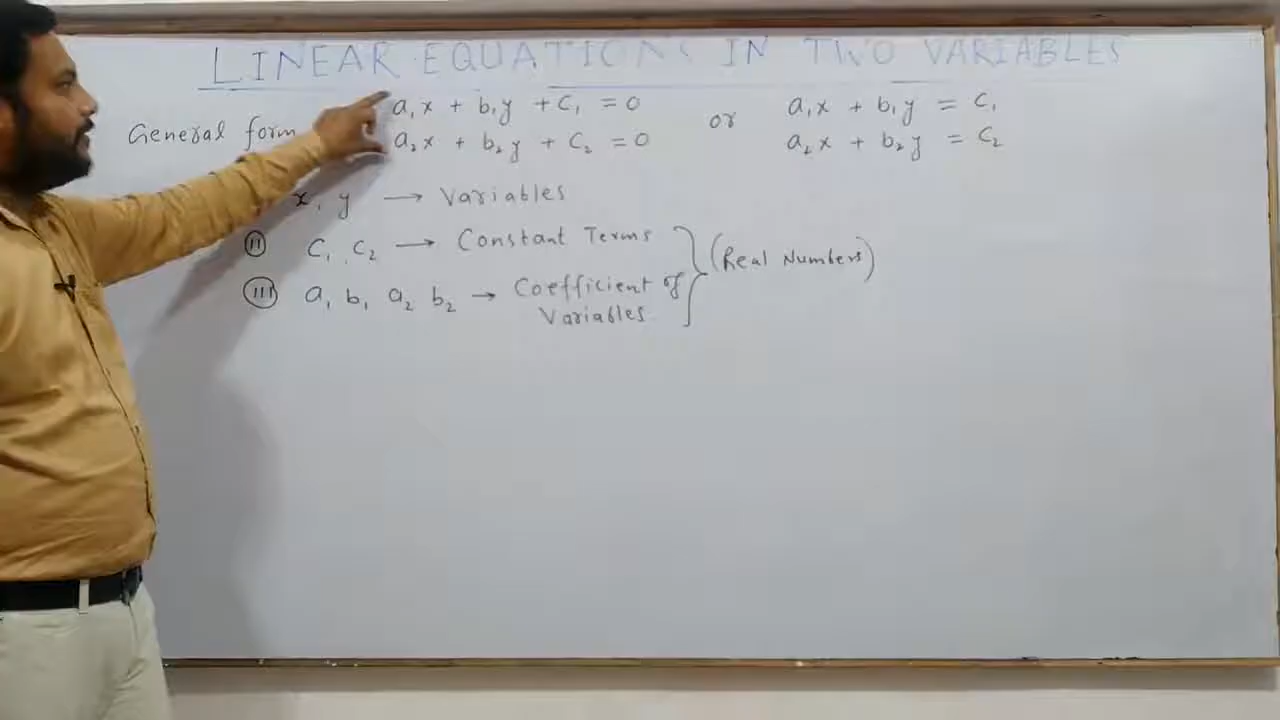 LINEAR EQUATIONS IN TWO VARIABLES
General form a₁x + b₁y + c₁ = 0 or a₁x + b₁y = c₁
a₂x + b₂y + c₂ = 0 a₂x + b₂y = c₂
x, y → Variables
(II) c₁, c₂ → Constant Terms
(III) a₁ b₁ a₂ b₂ → Coefficient of Variables } (Real Numbers)